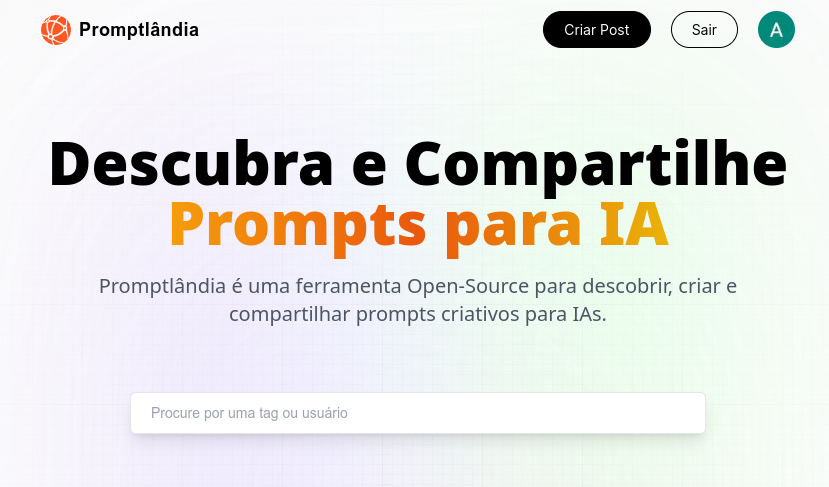 Promptlândia
Criar Post
Sair
A
Descubra e Compartilhe
Prompts para IA
Promptlândia é uma ferramenta Open-Source para descobrir, criar e
compartilhar prompts criativos para IAs.
Procure por uma tag ou usuário